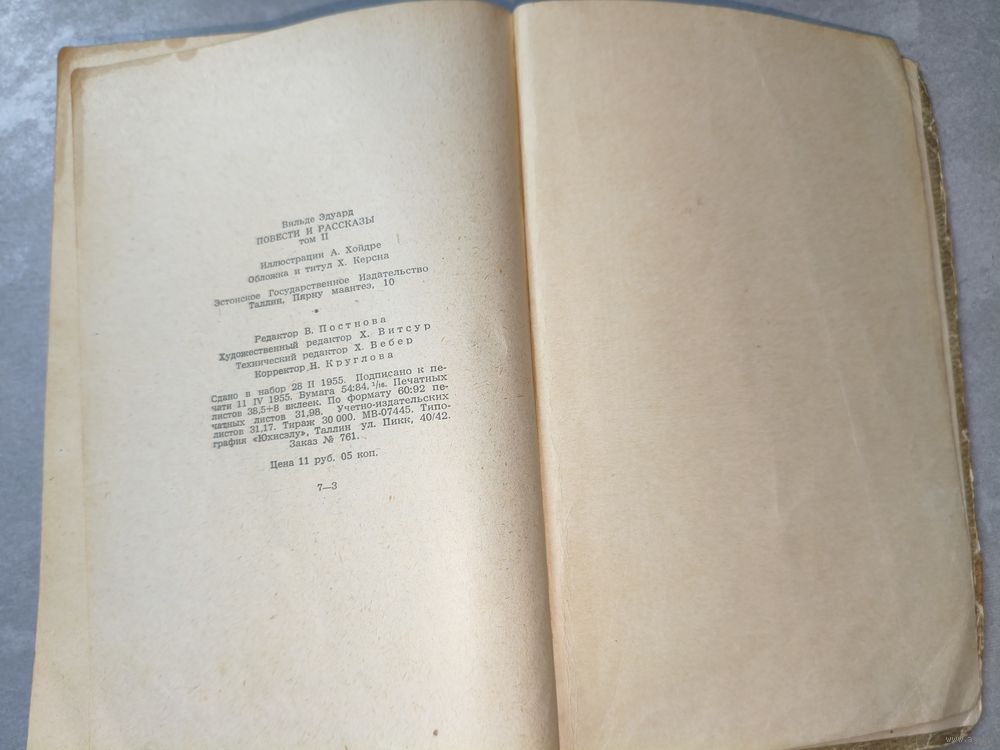 Вильде Эдуард
ПОВЕСТИ И РАССКАЗЫ
том II
Иллюстрации А. Хойдре
Обложка и титул Х. Керсна
Эстонское Государственное Издательство
Таллин, Пярну маантеэ, 10
*
Редактор В. Постнова
Художественный редактор Х. Витсур
Технический редактор Х. Вебер
Корректор Н. Круглова
Сдано в набор 28 II 1955. Подписано к пе-
чати 11 IV 1955. Бумага 54:84, 1/16. Печатных
листов 38,5+8 вклеек. По формату 60:92 пе-
чатных листов 31,98. Учетно-издательских
листов 31,17. Тираж 30 000. МВ-07445. Типо-
графия «Юхисэлу», Таллин ул. Пикк, 40/42.
Заказ № 761.
Цена 11 руб. 05 коп.
7—3